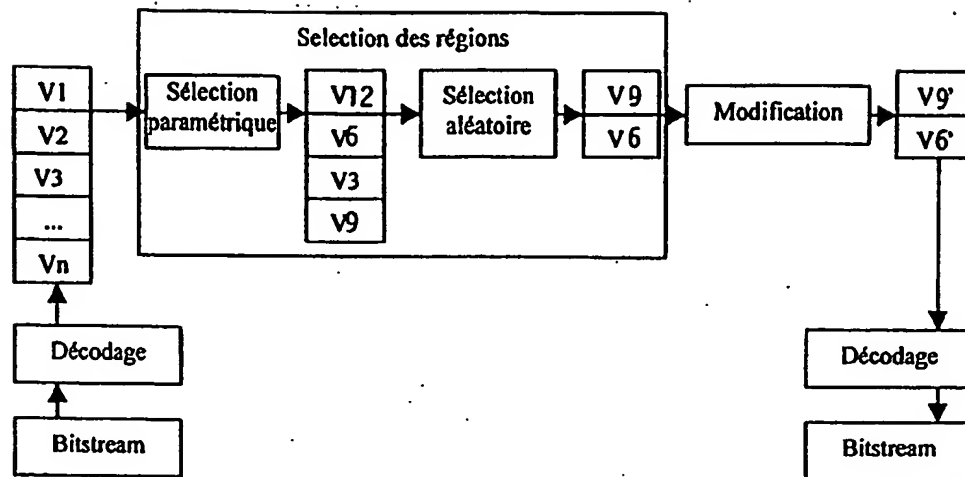 Selection des régions
V1
V2
V3
...
Vn
Sélection
paramétrique
V12
V6
V3
V9
Sélection
aléatoire
V9
V6
Modification
V9'
V6'
Décodage
Bitstream
Décodage
Bitstream